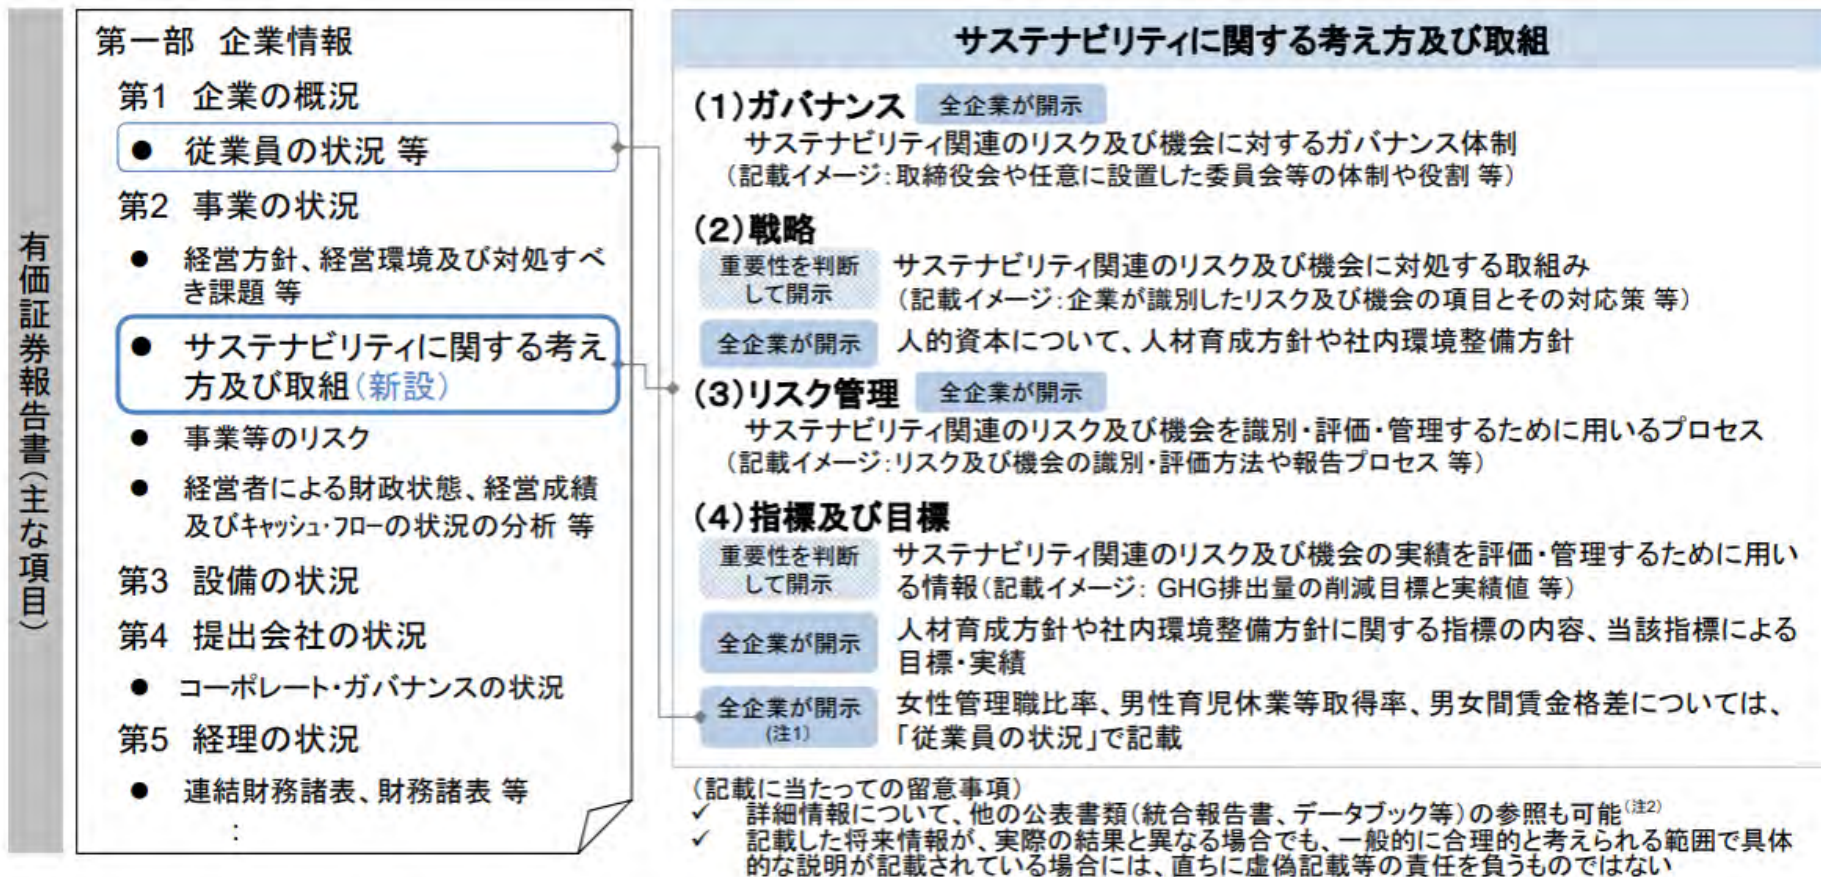 有価証券報告書（主な項目）
第一部 企業情報
第1 企業の概況
● 従業員の状況 等
第2 事業の状況
● 経営方針、経営環境及び対処すべ
き課題 等
● サステナビリティに関する考え
方及び取組（新設）
● 事業等のリスク
● 経営者による財政状態、経営成績
及びｷｬｯｼｭ･ﾌﾛｰの状況の分析 等
第3 設備の状況
第4 提出会社の状況
● コーポレート・ガバナンスの状況
第5 経理の状況
● 連結財務諸表、財務諸表 等
：
サステナビリティに関する考え方及び取組
（1）ガバナンス 全企業が開示
サステナビリティ関連のリスク及び機会に対するガバナンス体制
（記載イメージ：取締役会や任意に設置した委員会等の体制や役割 等）
（2）戦略
重要性を判断
して開示
サステナビリティ関連のリスク及び機会に対処する取組み
（記載イメージ：企業が識別したリスク及び機会の項目とその対応策 等）
全企業が開示 人的資本について、人材育成方針や社内環境整備方針
（3）リスク管理 全企業が開示
サステナビリティ関連のリスク及び機会を識別・評価・管理するために用いるプロセス
（記載イメージ：リスク及び機会の識別・評価方法や報告プロセス 等）
（4）指標及び目標
重要性を判断
して開示
サステナビリティ関連のリスク及び機会の実績を評価・管理するために用い
る情報（記載イメージ： GHG排出量の削減目標と実績値 等）
全企業が開示
人材育成方針や社内環境整備方針に関する指標の内容、当該指標による
目標・実績
全企業が開示
(注1)
女性管理職比率、男性育児休業等取得率、男女間賃金格差については、
「従業員の状況」で記載
（記載に当たっての留意事項）
✓ 詳細情報について、他の公表書類（統合報告書、データブック等）の参照も可能（注2）
✓ 記載した将来情報が、実際の結果と異なる場合でも、一般的に合理的と考えられる範囲で具体
的な説明が記載されている場合には、直ちに虚偽記載等の責任を負うものではない